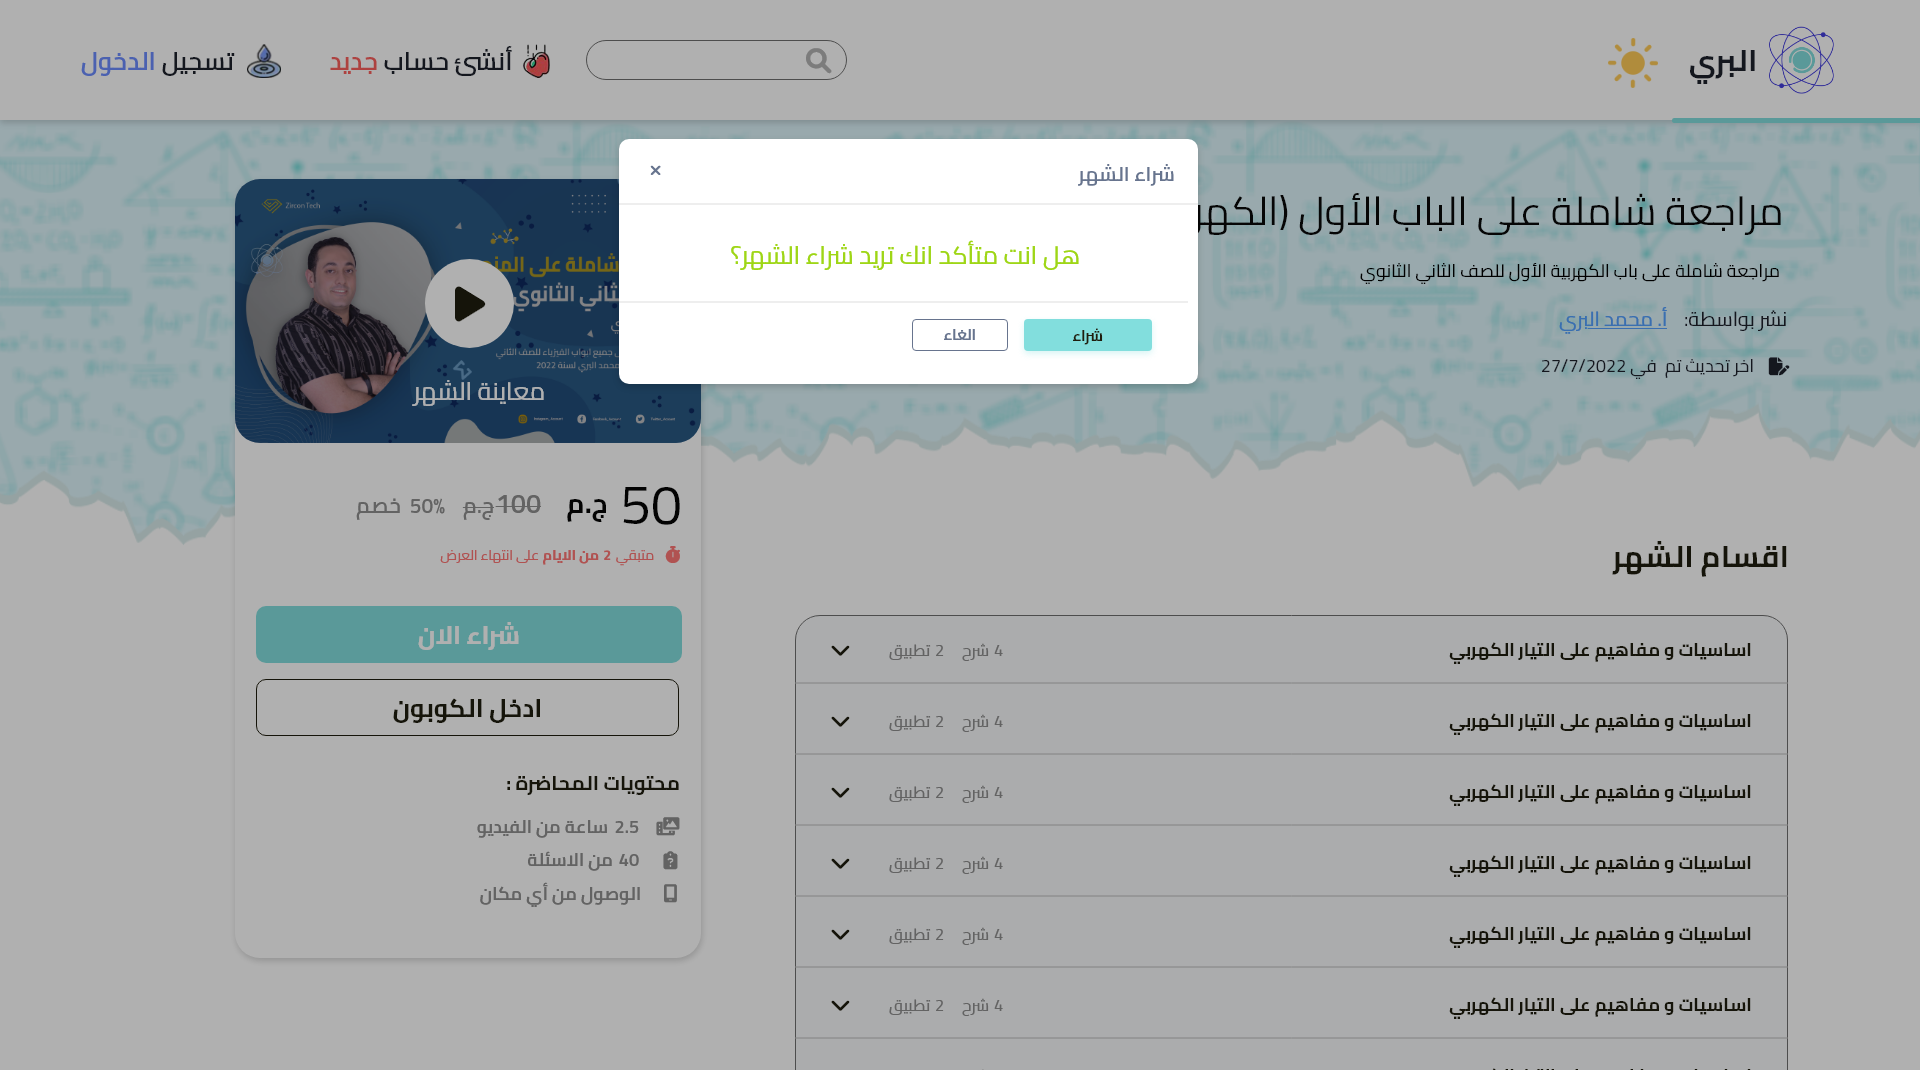 البري
أنشئ حساب جديد
تسجيل الدخول
شراء الشهر
×
هل انت متأكد انك تريد شراء الشهر؟
شراء
الغاء
مراجعة شاملة على الباب الأول (الكهر
مراجعة شاملة على باب الكهربية الأول للصف الثاني الثانوي
نشر بواسطة: أ. محمد البري
اخر تحديث تم في 27/7/2022
Zircon Tech
شاملة على
ثاني الثانوي
جميع ابواب الفيزياء للصف الثاني
محمد البري لسنة 2022
معاينة الشهر
50 ج.م 100ج.م 50% خصم
متبقي 2 من الايام على انتهاء العرض
شراء الان
ادخل الكوبون
محتويات المحاضرة :
2.5 ساعة من الفيديو
40 من الاسئلة
الوصول من أي مكان
اقسام الشهر
اساسيات و مفاهيم على التيار الكهربي 4 شرح 2 تطبيق
اساسيات و مفاهيم على التيار الكهربي 4 شرح 2 تطبيق
اساسيات و مفاهيم على التيار الكهربي 4 شرح 2 تطبيق
اساسيات و مفاهيم على التيار الكهربي 4 شرح 2 تطبيق
اساسيات و مفاهيم على التيار الكهربي 4 شرح 2 تطبيق
اساسيات و مفاهيم على التيار الكهربي 4 شرح 2 تطبيق